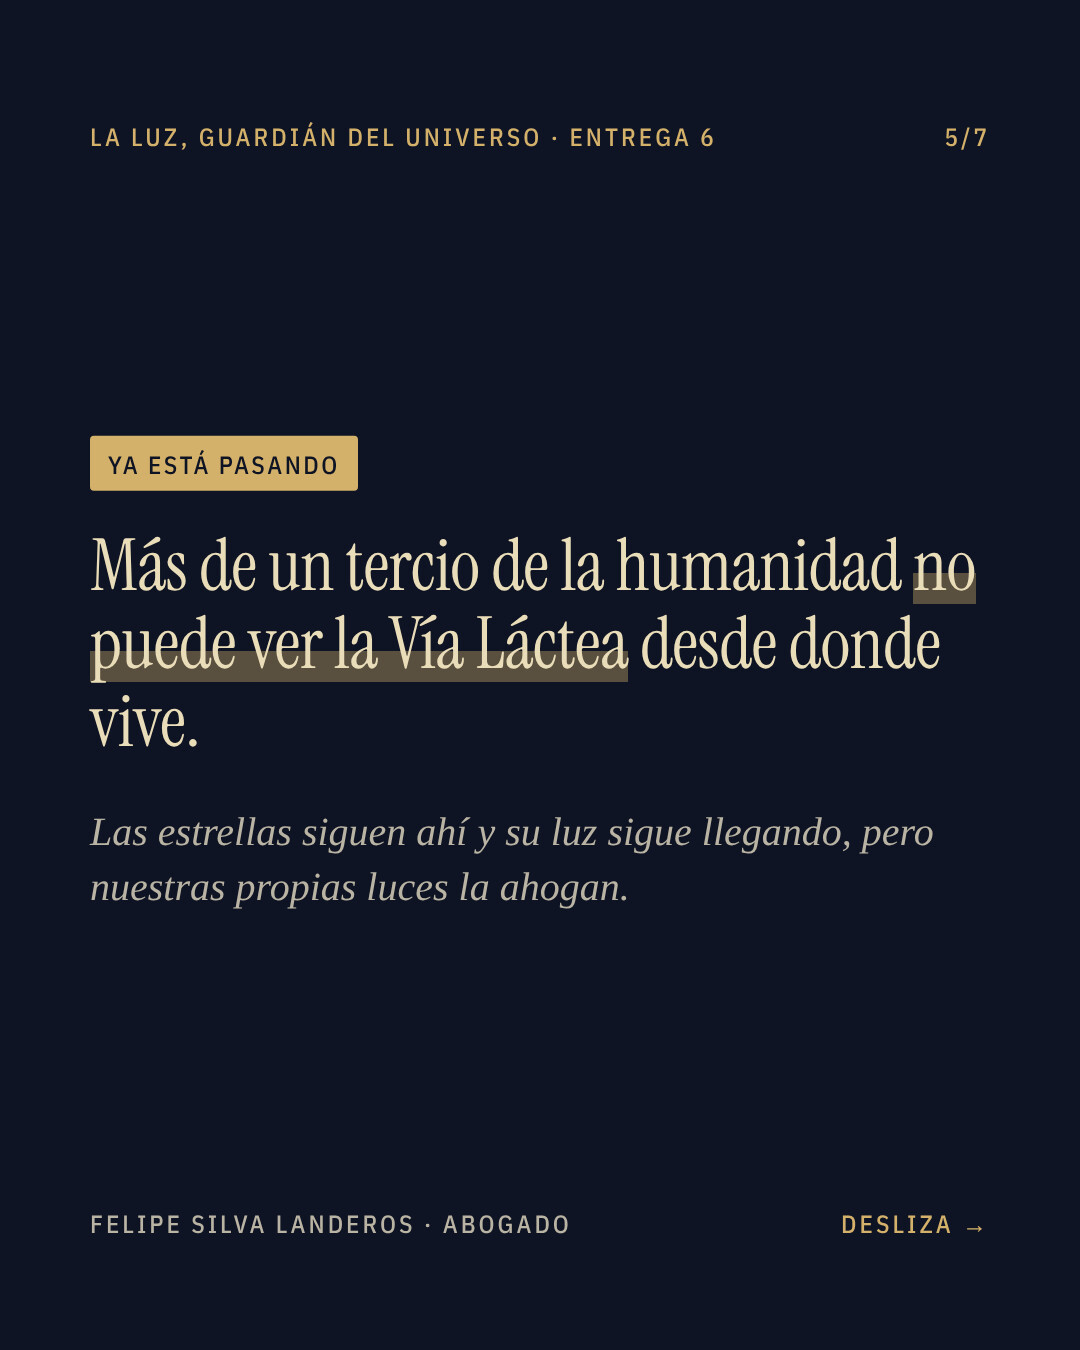 LA LUZ, GUARDIÁN DEL UNIVERSO · ENTREGA 6
5/7
YA ESTÁ PASANDO
Más de un tercio de la humanidad no
puede ver la Vía Láctea desde donde
vive.
Las estrellas siguen ahí y su luz sigue llegando, pero
nuestras propias luces la ahogan.
FELIPE SILVA LANDEROS · ABOGADO
DESLIZA →